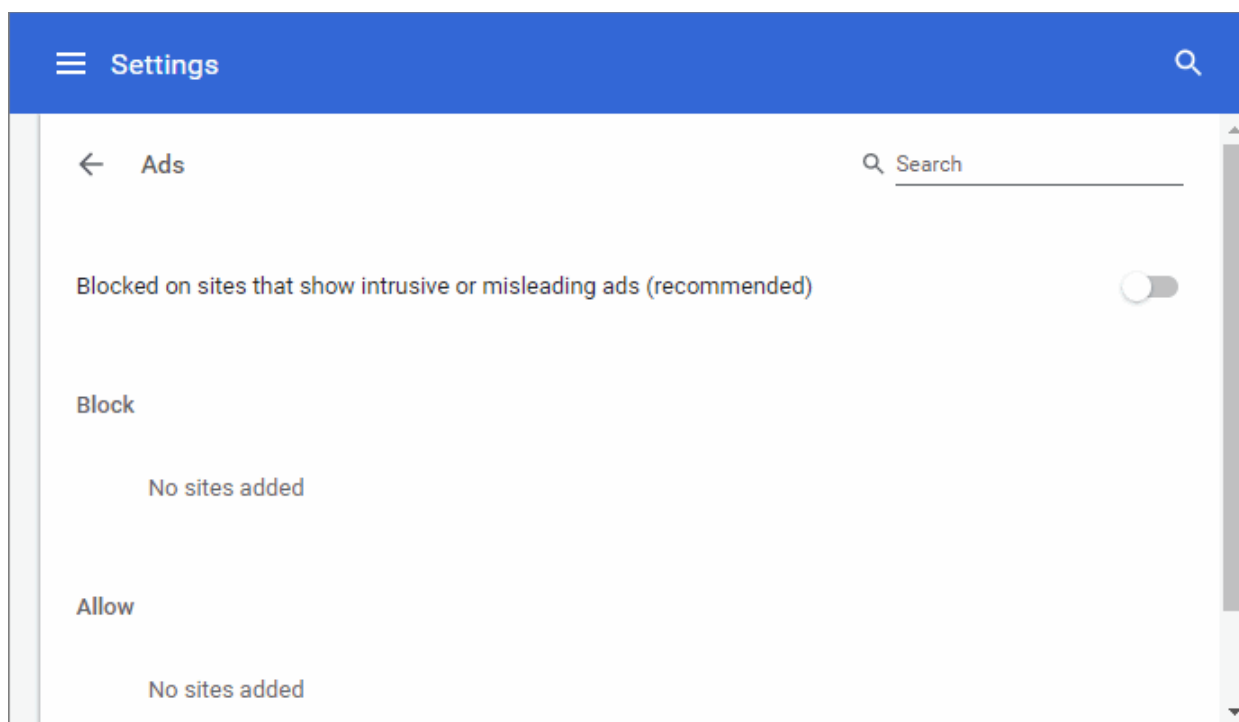 Settings
Ads
Search
Blocked on sites that show intrusive or misleading ads (recommended)
Block
No sites added
Allow
No sites added